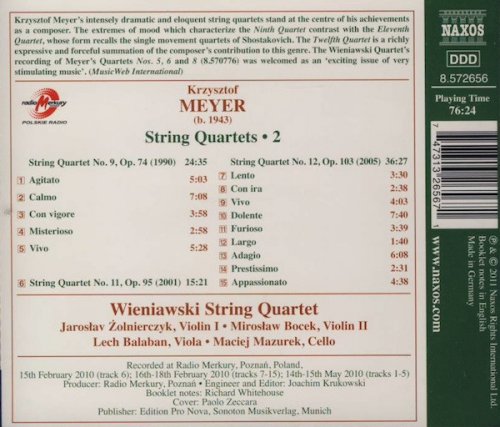 Krzysztof Meyer's intensely dramatic and eloquent string quartets stand at the centre of his achievements
as a composer. The extremes of mood which characterize the Ninth Quartet contrast with the Eleventh
Quartet, whose form recalls the single movement quartets of Shostakovich. The Twelfth Quartet is a richly
expressive and forceful summation of the composer's contribution to this genre. The Wieniawski Quartet's
recording of Meyer's Quartets Nos. 5, 6 and 8 (8.570776) was welcomed as an 'exciting issue of very
stimulating music'. (MusicWeb International)
radio Merkury
POLSKIE RADIO
Krzysztof
MEYER
(b. 1943)
String Quartets • 2
String Quartet No. 9, Op. 74 (1990) 24:35
1 Agitato 5:03
2 Calmo 7:08
3 Con vigore 3:58
4 Misterioso 2:58
5 Vivo 5:28
6 String Quartet No. 11, Op. 95 (2001) 15:21
String Quartet No. 12, Op. 103 (2005) 36:27
7 Lento 3:30
8 Con ira 2:38
9 Vivo 3:53
10 Dolente 7:40
11 Furioso 3:39
12 Largo 1:40
13 Adagio 6:08
14 Prestissimo 2:31
15 Appassionato 4:38
Wieniawski String Quartet
Jarosław Żolnierczyk, Violin I • Mirosław Bocek, Violin II
Lech Bałaban, Viola • Maciej Mazurek, Cello
Recorded at Radio Merkury, Poznań, Poland,
15th February 2010 (track 6); 16th-18th February 2010 (tracks 7-15); 14th-15th May 2010 (tracks 1-5)
Producer: Radio Merkury, Poznań • Engineer and Editor: Joachim Krukowski
Booklet notes: Richard Whitehouse
Cover: Paolo Zeccara
Publisher: Edition Pro Nova, Sonoton Musikverlag, Munich
NAXOS
DDD
8.572656
Playing Time
76:24
7 47313 26567
www.naxos.com
Made in Germany
Booklet notes in English
℗ & © 2011 Naxos Rights International Ltd.